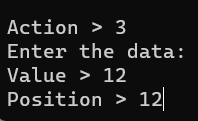 Action > 3
Enter the data:
Value > 12
Position > 12